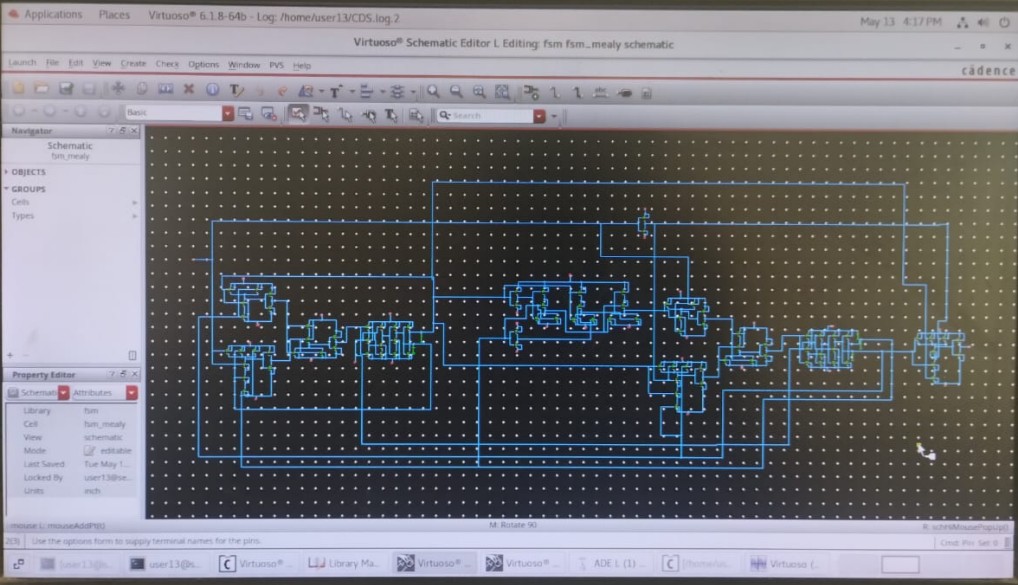 Applications Places Virtuoso® 6.1.8-64b - Log: /home/user13/CDS.log.2 May 13 4:17 PM
Virtuoso® Schematic Editor L Editing: fsm fsm_mealy schematic
Launch File Edit View Create Check Options Window PVS Help cādence
Basic Search
Navigator
Schematic
fsm_mealy
OBJECTS
GROUPS
Cells
Types
Property Editor
Schemati Attributes
Library fsm
Cell fsm_mealy
View schematic
Mode editable
Last Saved Tue May 1...
Locked By user13@se...
Units inch
mouse L: mouseAddPt() M: Rotate 90 R: schHiMousePopUp()
2(3) Use the options form to supply terminal names for the pins. Cmd: Pin Sel: 0
user13@s... Virtuoso® ... Library Ma... Virtuoso® ... Virtuoso® ... ADE L (1) ... Virtuoso (...